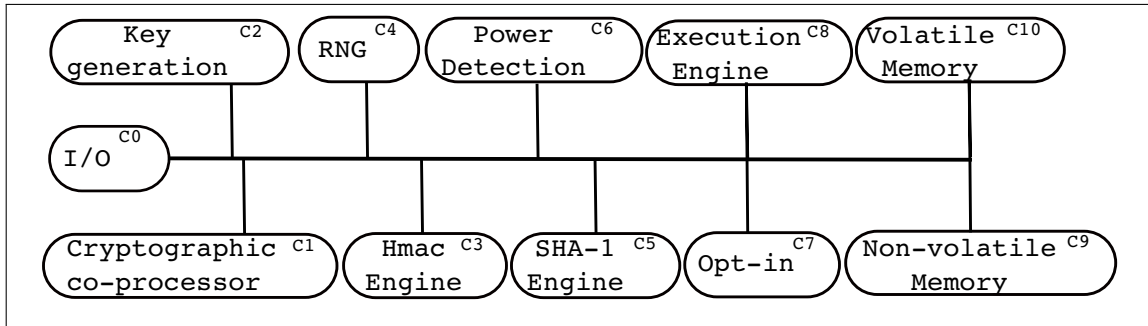 Key C2
generation
RNG C4
Power C6
Detection
Execution C8
Engine
Volatile C10
Memory
C0
I/O
Cryptographic C1
co-processor
Hmac C3
Engine
SHA-1 C5
Engine
C7
Opt-in
Non-volatile C9
Memory